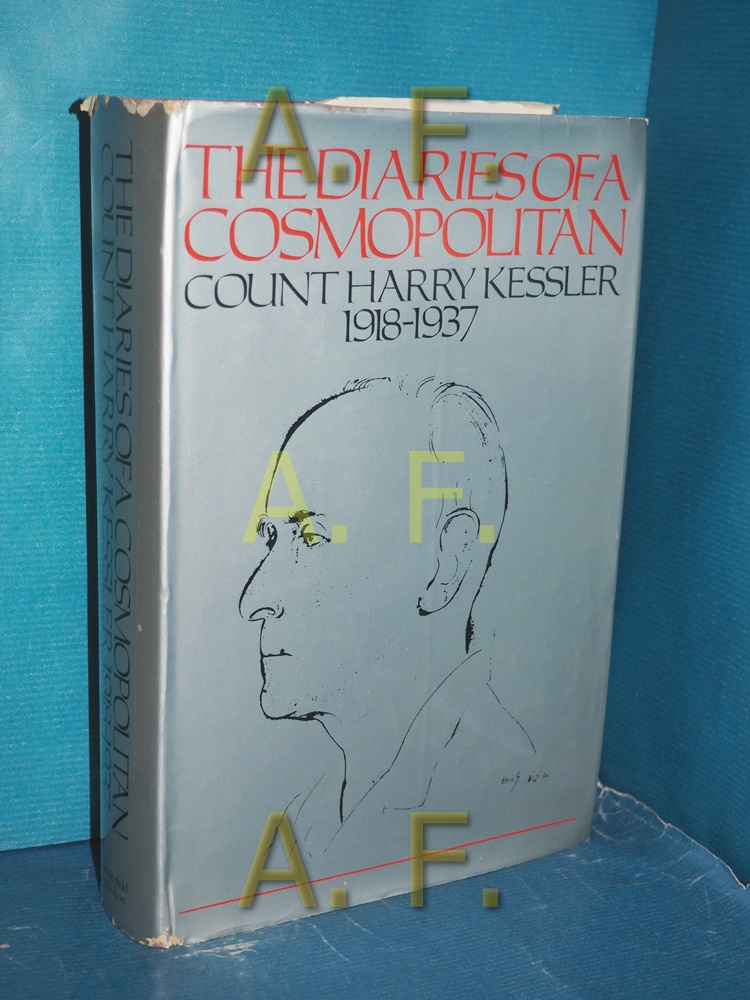 THE DIARIES OF A
COSMOPOLITAN
COUNT HARRY KESSLER
1918-1937
THE DIARIES OF A COSMOPOLITAN
COUNT HARRY KESSLER 1918-1937
A. F.
A. F.
A. F.